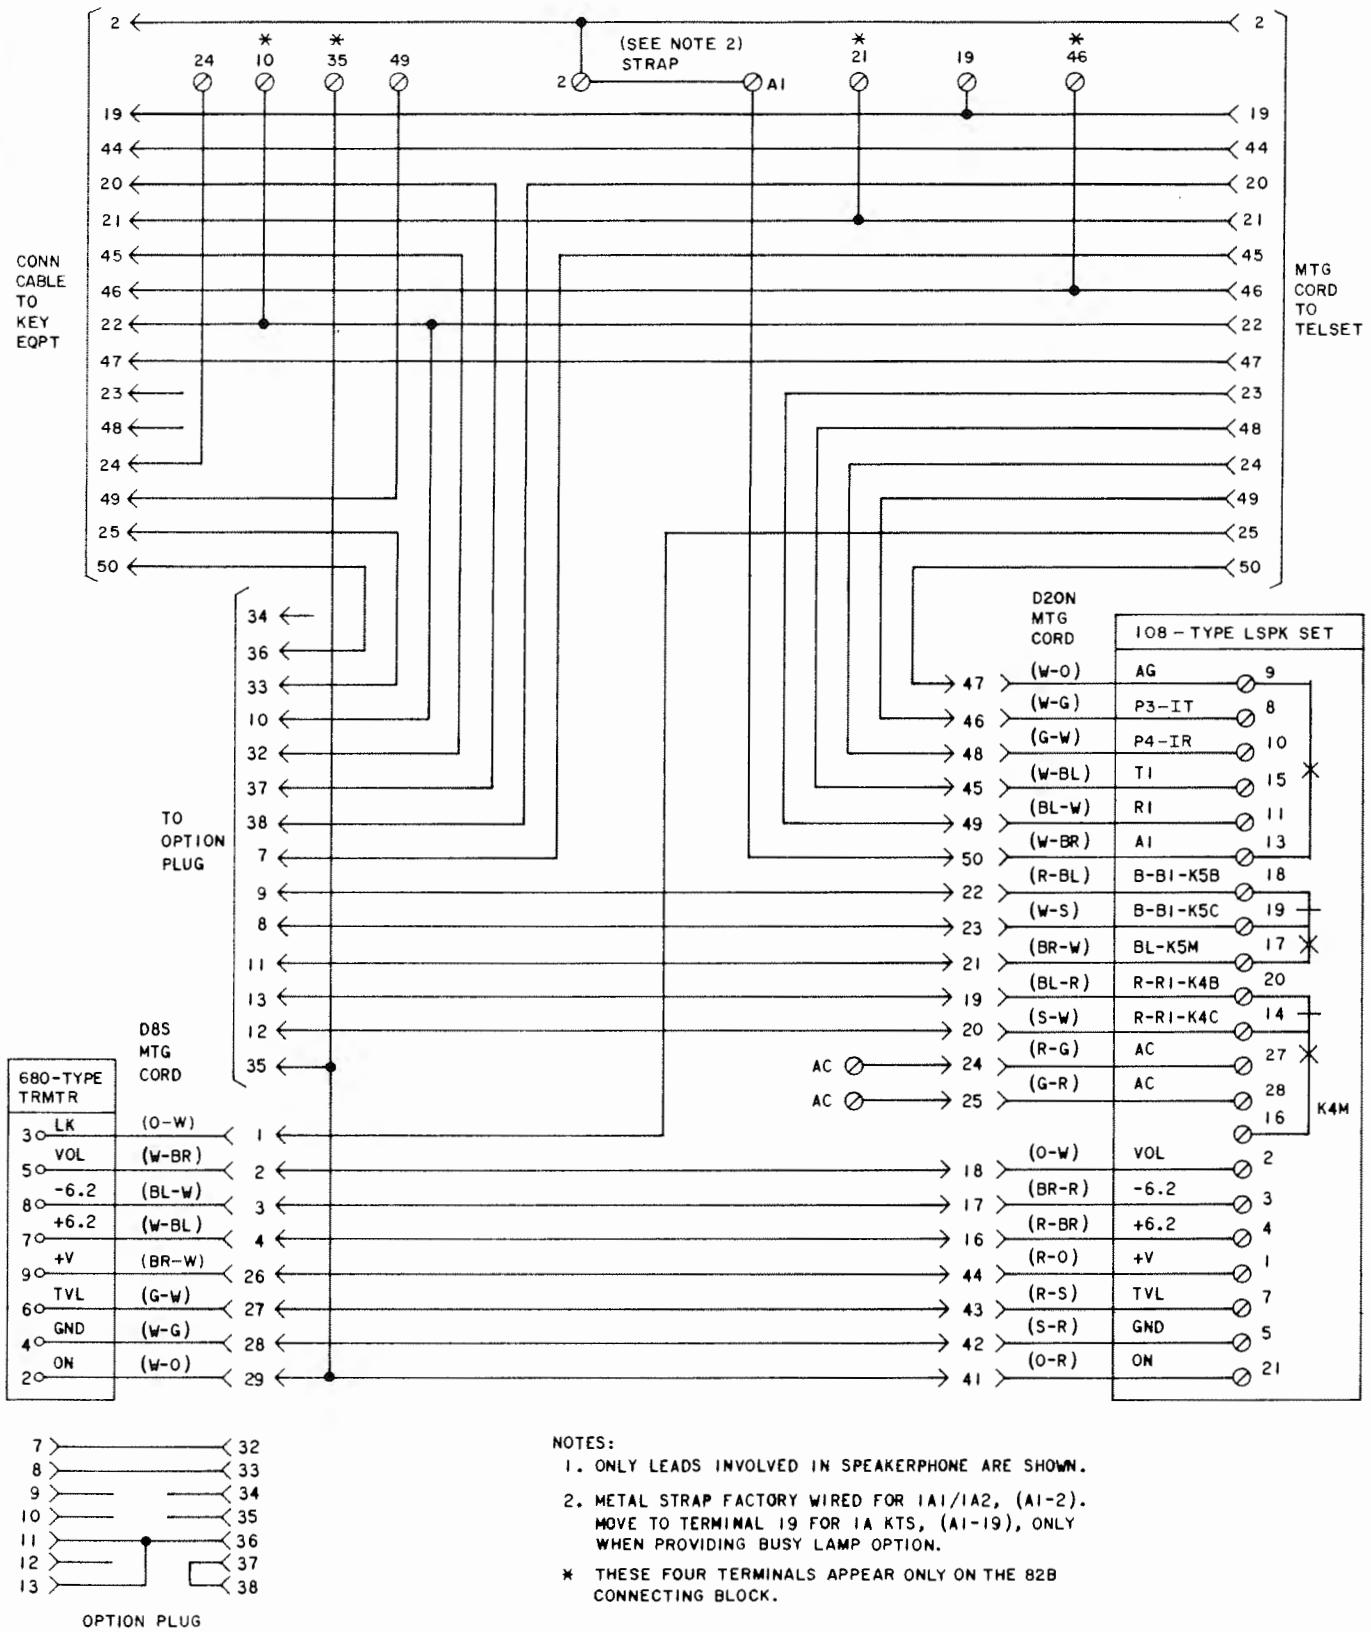 2 2
(SEE NOTE 2)
STRAP
* * * *
24 10 35 49 21 19 46
2 A1
19 19
44 44
20 20
21 21
45 45
46 46
22 22
47 47
23 23
48 48
24 24
49 49
25 25
50 50
CONN
CABLE
TO
KEY
EQPT
MTG
CORD
TO
TELSET
34
36
33
10
32
37
38
7
9
8
11
13
12
35
TO
OPTION
PLUG
D20N
MTG
CORD
108-TYPE LSPK SET
47 (W-O) AG 9
46 (W-G) P3-IT 8
48 (G-W) P4-IR 10
45 (W-BL) T1 15
49 (BL-W) R1 11
50 (W-BR) A1 13
22 (R-BL) B-B1-K5B 18
23 (W-S) B-B1-K5C 19
21 (BR-W) BL-K5M 17
19 (BL-R) R-R1-K4B 20
20 (S-W) R-R1-K4C 14
AC 24 (R-G) AC 27
AC 25 (G-R) AC 28
16
K4M
D8S
MTG
CORD
680-TYPE
TRMTR
3 LK (O-W) 1
5 VOL (W-BR) 2 18 (O-W) VOL 2
8 -6.2 (BL-W) 3 17 (BR-R) -6.2 3
7 +6.2 (W-BL) 4 16 (R-BR) +6.2 4
9 +V (BR-W) 26 44 (R-O) +V 1
6 TVL (G-W) 27 43 (R-S) TVL 7
4 GND (W-G) 28 42 (S-R) GND 5
2 ON (W-O) 29 41 (O-R) ON 21
7 32
8 33
9 34
10 35
11 36
12 37
13 38
OPTION PLUG
NOTES:
1. ONLY LEADS INVOLVED IN SPEAKERPHONE ARE SHOWN.
2. METAL STRAP FACTORY WIRED FOR 1A1/1A2, (A1-2).
MOVE TO TERMINAL 19 FOR 1A KTS, (A1-19), ONLY
WHEN PROVIDING BUSY LAMP OPTION.
* THESE FOUR TERMINALS APPEAR ONLY ON THE 82B
CONNECTING BLOCK.